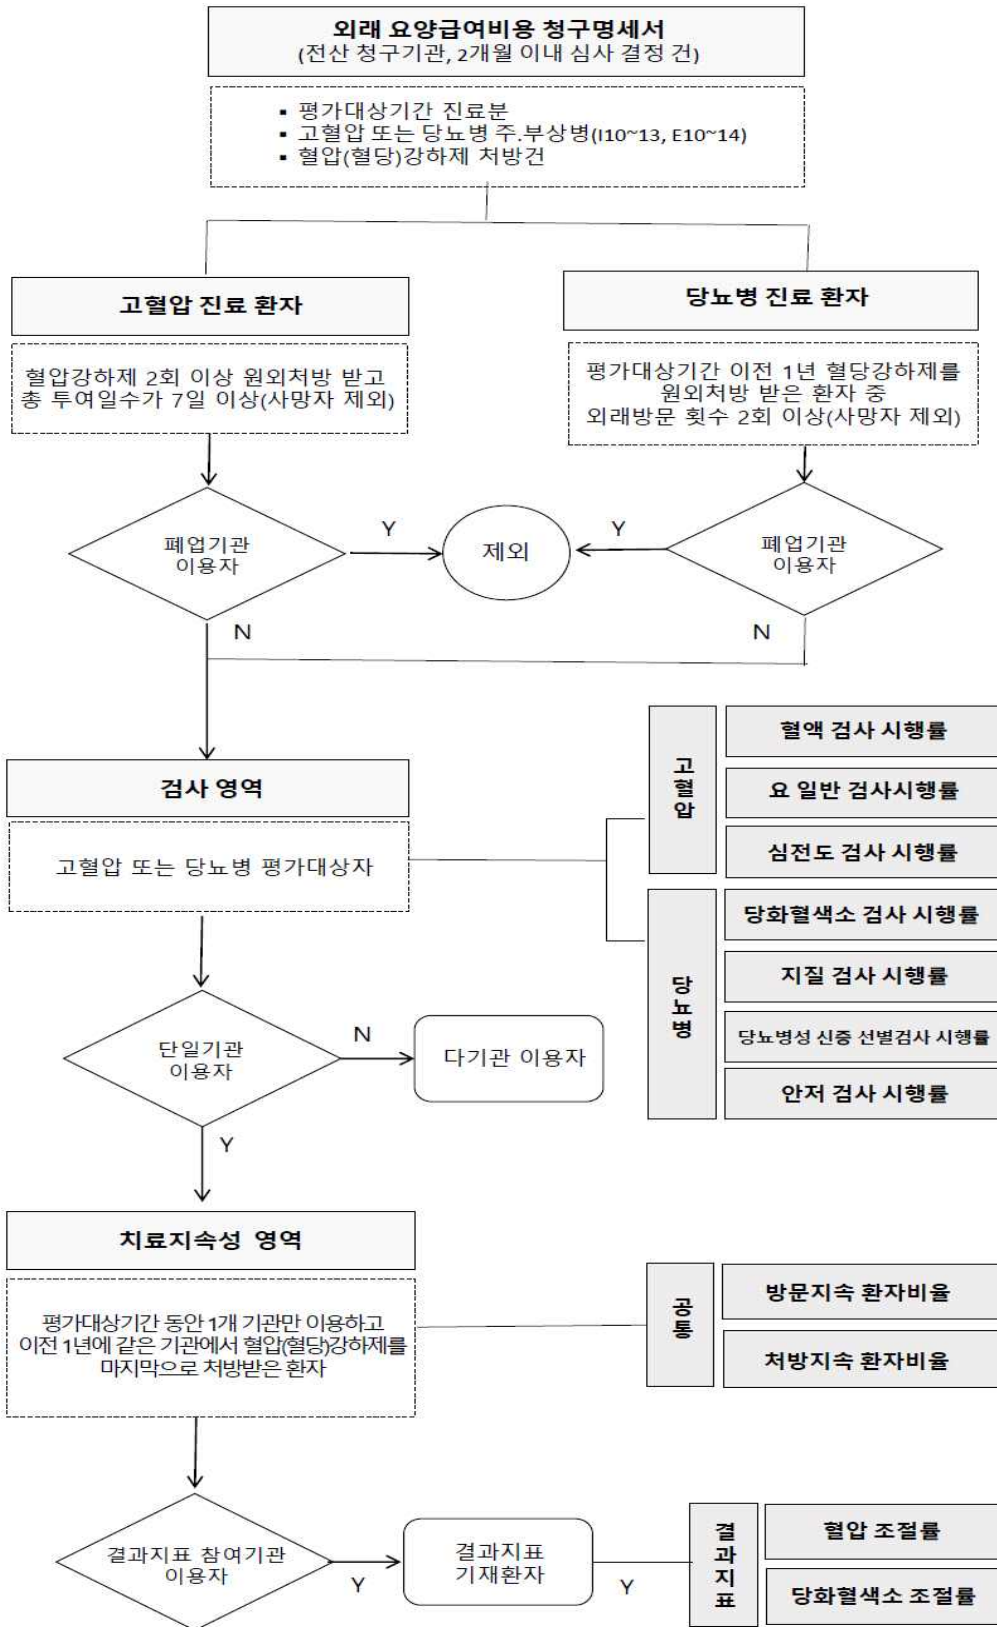 외래 요양급여비용 청구명세서
(전산 청구기관, 2개월 이내 심사 결정 건)
▪ 평가대상기간 진료분
▪ 고혈압 또는 당뇨병 주.부상병(I10~13, E10~14)
▪ 혈압(혈당)강하제 처방건
고혈압 진료 환자
당뇨병 진료 환자
혈압강하제 2회 이상 원외처방 받고
총 투여일수가 7일 이상(사망자 제외)
평가대상기간 이전 1년 혈당강하제를
원외처방 받은 환자 중
외래방문 횟수 2회 이상(사망자 제외)
폐업기관
이용자
Y
제외
Y
폐업기관
이용자
N
N
검사 영역
고혈압 또는 당뇨병 평가대상자
고혈압
혈액 검사 시행률
요 일반 검사시행률
심전도 검사 시행률
당뇨병
당화혈색소 검사 시행률
지질 검사 시행률
당뇨병성 신증 선별검사 시행률
안저 검사 시행률
단일기관
이용자
N
다기관 이용자
Y
치료지속성 영역
평가대상기간 동안 1개 기관만 이용하고
이전 1년에 같은 기관에서 혈압(혈당)강하제를
마지막으로 처방받은 환자
공통
방문지속 환자비율
처방지속 환자비율
결과지표 참여기관
이용자
Y
결과지표
기재환자
Y
결과지표
혈압 조절률
당화혈색소 조절률